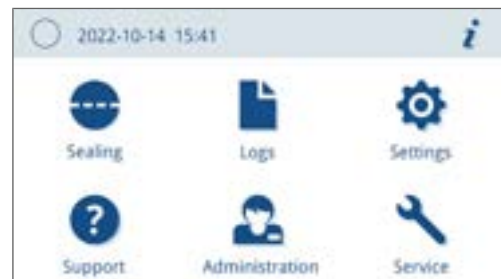 2022-10-14 15:41 i
Sealing Logs Settings
? 
Support Administration Service